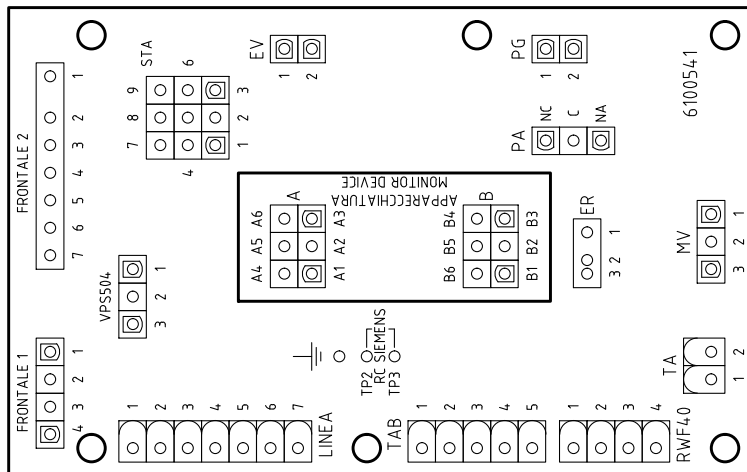 STA
EV
PG
9 6
8
7
4
3
2
1
1
2
1
2
FRONTALE 2
1
2
3
4
5
6
7
PA
NC
C
NA
6100541
APPARECCHIATURA
MONITOR DEVICE
A
A6 A3
A5 A2
A4 A1
B
B4 B3
B5 B2
B6 B1
ER
1
2
3
MV
1
2
3
VPS504
1
2
3
FRONTALE 1
1
2
3
4
TP2
RC SIEMENS
TP3
TA
1
2
LINEA
1
2
3
4
5
6
7
TAB
1
2
3
4
5
RWF40
1
2
3
4